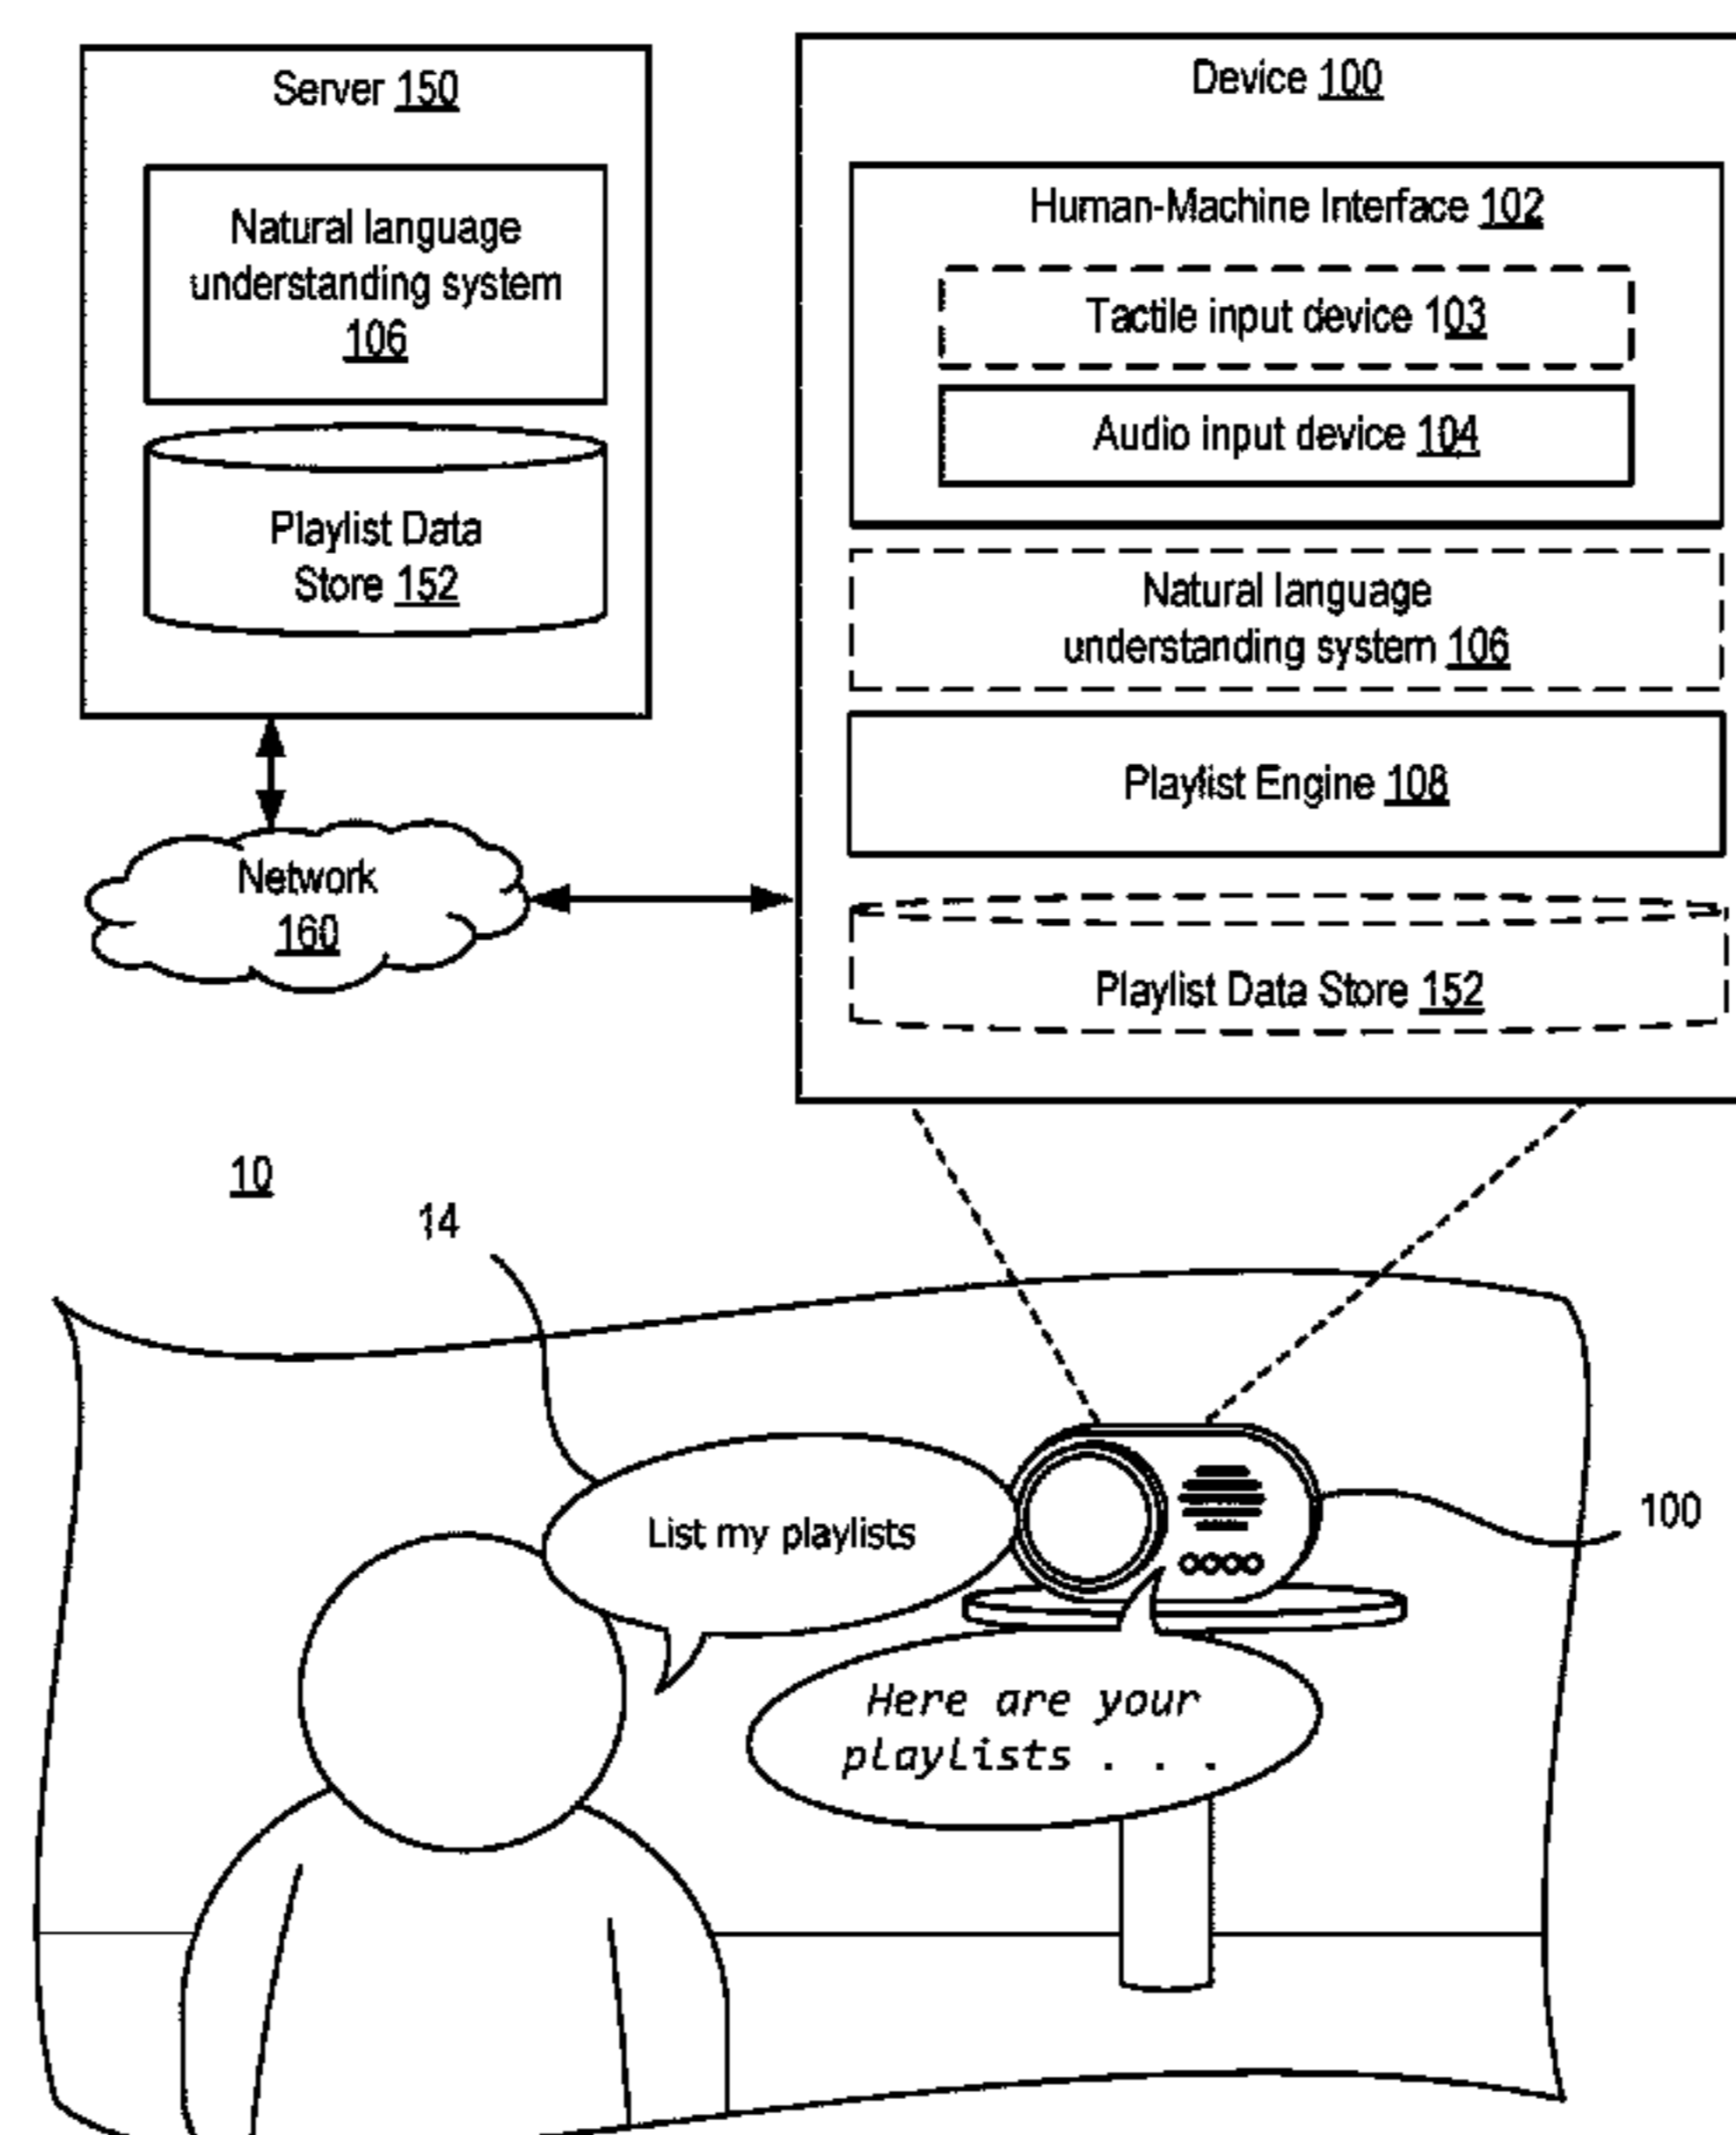 Server 150
Natural language
understanding system
106
Playlist Data
Store 152
Network
160
Device 100
Human-Machine Interface 102
Tactile input device 103
Audio input device 104
Natural language
understanding system 106
Playlist Engine 108
Playlist Data Store 152
10
14
List my playlists
100
Here are your
playlists . . .